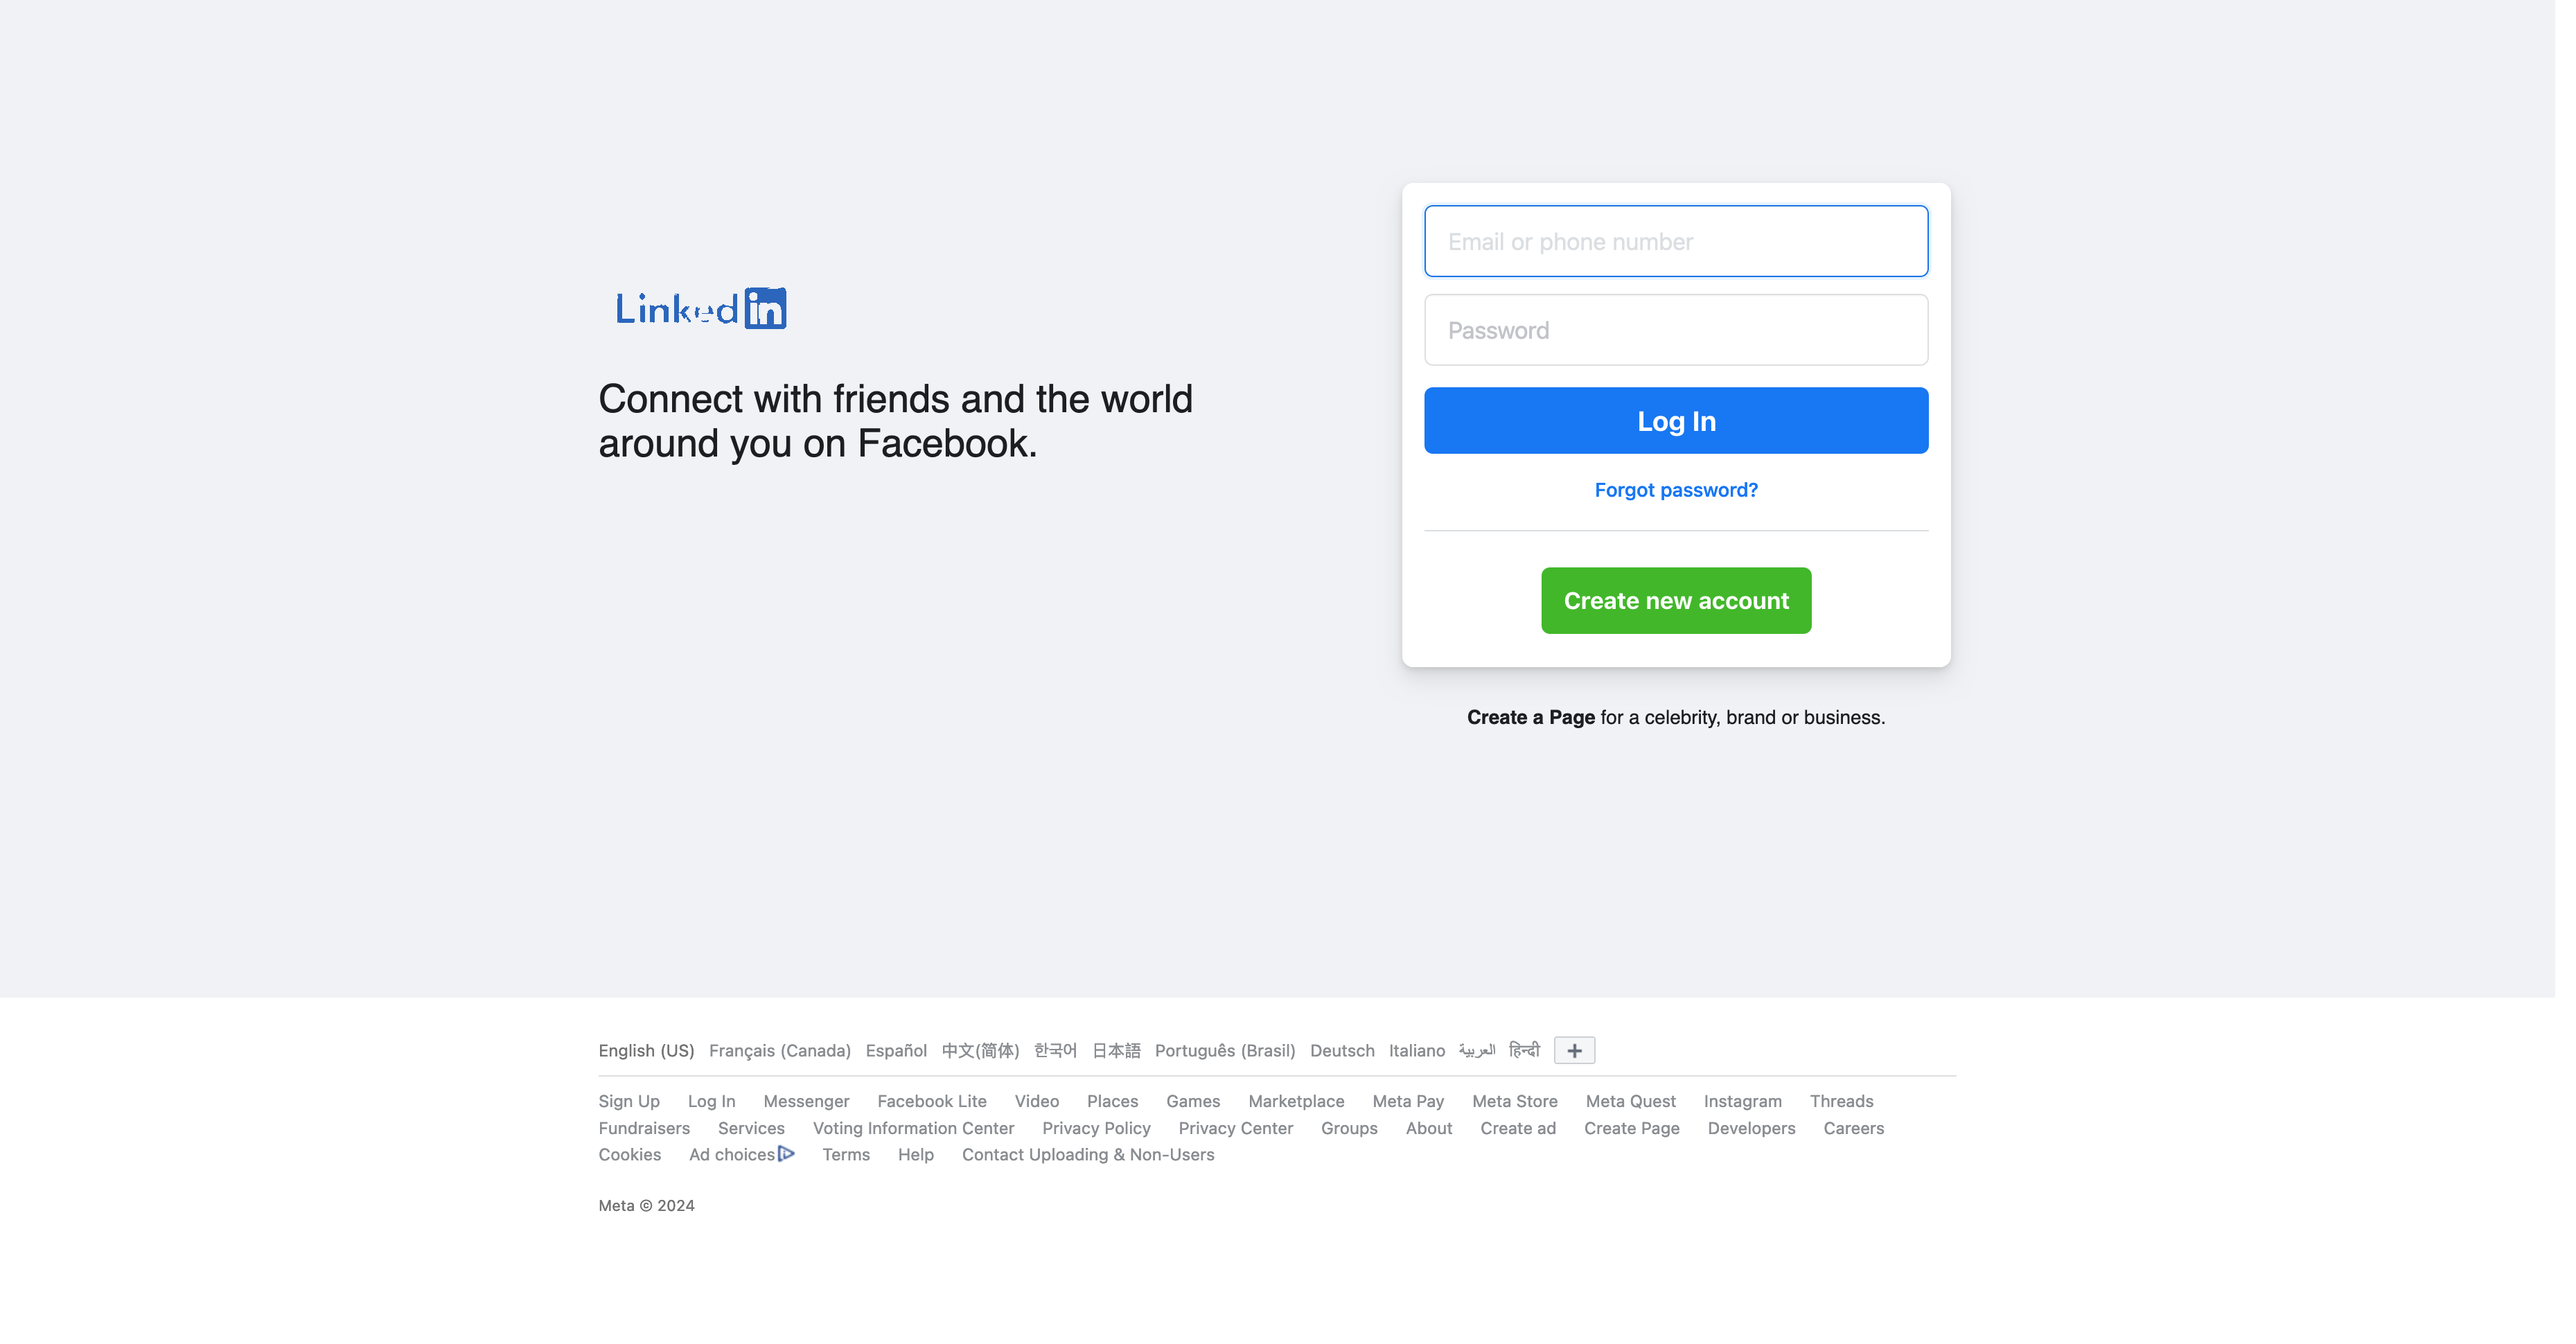 Linked in
Connect with friends and the world
around you on Facebook.
Email or phone number
Password
Log In
Forgot password?
Create new account
Create a Page for a celebrity, brand or business.
English (US) Français (Canada) Español 中文(简体) 한국어 日本語 Português (Brasil) Deutsch Italiano العربية हिन्दी +
Sign Up Log In Messenger Facebook Lite Video Places Games Marketplace Meta Pay Meta Store Meta Quest Instagram Threads
Fundraisers Services Voting Information Center Privacy Policy Privacy Center Groups About Create ad Create Page Developers Careers
Cookies Ad choices Terms Help Contact Uploading & Non-Users
Meta © 2024